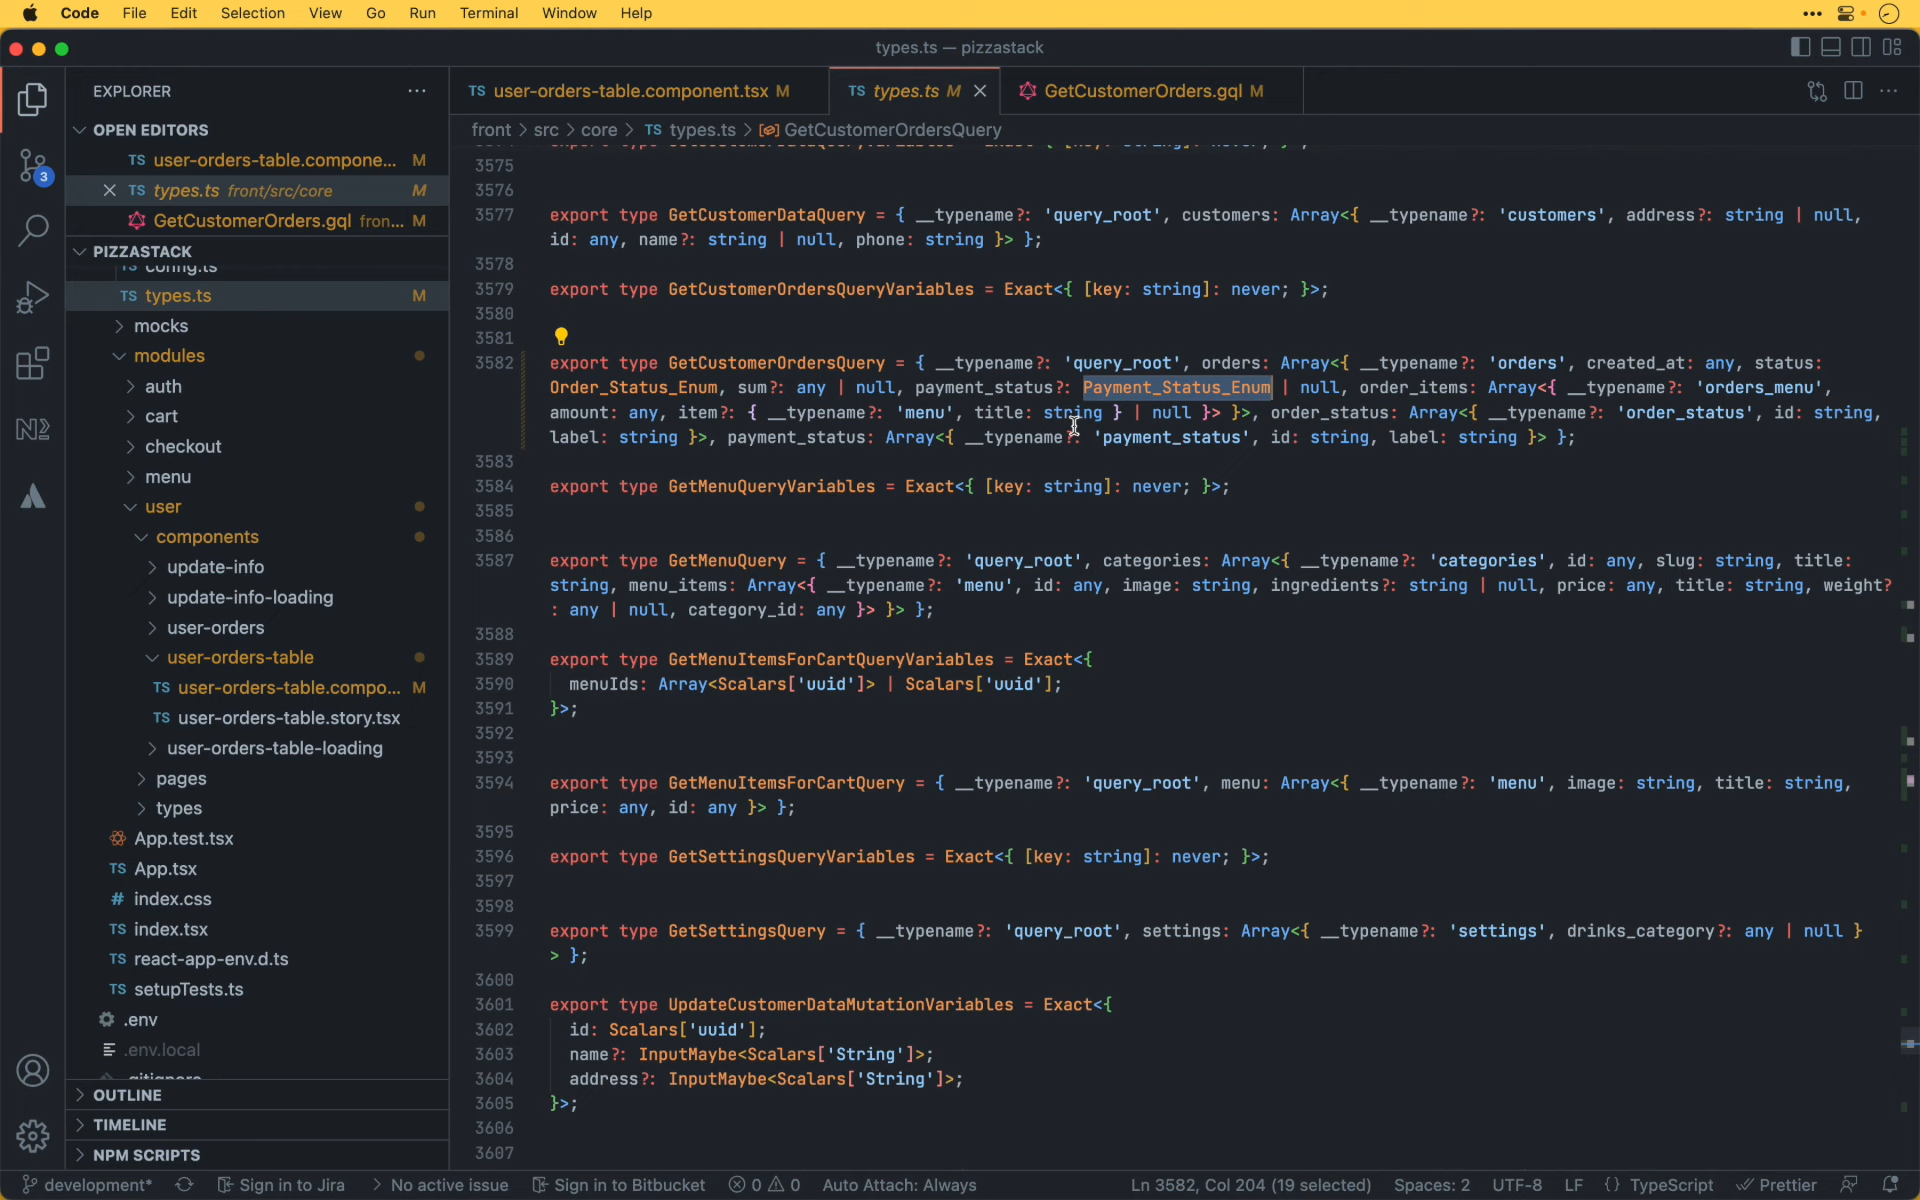 Code File Edit Selection View Go Run Terminal Window Help
types.ts — pizzastack
EXPLORER
OPEN EDITORS
TS user-orders-table.compone... M
TS types.ts front/src/core M
GetCustomerOrders.gql fron... M
PIZZASTACK
TS config.ts
TS types.ts M
mocks
modules
auth
cart
checkout
menu
user
components
update-info
update-info-loading
user-orders
user-orders-table
TS user-orders-table.compo... M
TS user-orders-table.story.tsx
user-orders-table-loading
pages
types
App.test.tsx
TS App.tsx
# index.css
TS index.tsx
TS react-app-env.d.ts
TS setupTests.ts
.env
.env.local
.gitignore
OUTLINE
TIMELINE
NPM SCRIPTS
3
TS user-orders-table.component.tsx M
TS types.ts M
GetCustomerOrders.gql M
front > src > core > TS types.ts > GetCustomerOrdersQuery
3575
3576
3577 export type GetCustomerDataQuery = { __typename?: 'query_root', customers: Array<{ __typename?: 'customers', address?: string | null,
id: any, name?: string | null, phone: string }> };
3578
3579 export type GetCustomerOrdersQueryVariables = Exact<{ [key: string]: never; }>;
3580
3581
3582 export type GetCustomerOrdersQuery = { __typename?: 'query_root', orders: Array<{ __typename?: 'orders', created_at: any, status:
Order_Status_Enum, sum?: any | null, payment_status?: Payment_Status_Enum | null, order_items: Array<{ __typename?: 'orders_menu',
amount: any, item?: { __typename?: 'menu', title: string } | null }> }>, order_status: Array<{ __typename?: 'order_status', id: string,
label: string }>, payment_status: Array<{ __typename?: 'payment_status', id: string, label: string }> };
3583
3584 export type GetMenuQueryVariables = Exact<{ [key: string]: never; }>;
3585
3586
3587 export type GetMenuQuery = { __typename?: 'query_root', categories: Array<{ __typename?: 'categories', id: any, slug: string, title:
string, menu_items: Array<{ __typename?: 'menu', id: any, image: string, ingredients?: string | null, price: any, title: string, weight?
: any | null, category_id: any }> }> };
3588
3589 export type GetMenuItemsForCartQueryVariables = Exact<{
3590 menuIds: Array<Scalars['uuid']> | Scalars['uuid'];
3591 }>;
3592
3593
3594 export type GetMenuItemsForCartQuery = { __typename?: 'query_root', menu: Array<{ __typename?: 'menu', image: string, title: string,
price: any, id: any }> };
3595
3596 export type GetSettingsQueryVariables = Exact<{ [key: string]: never; }>;
3597
3598
3599 export type GetSettingsQuery = { __typename?: 'query_root', settings: Array<{ __typename?: 'settings', drinks_category?: any | null }
> };
3600
3601 export type UpdateCustomerDataMutationVariables = Exact<{
3602 id: Scalars['uuid'];
3603 name?: InputMaybe<Scalars['String']>;
3604 address?: InputMaybe<Scalars['String']>;
3605 }>;
3606
3607
development* Sign in to Jira No active issue Sign in to Bitbucket 0 0 Auto Attach: Always Ln 3582, Col 204 (19 selected) Spaces: 2 UTF-8 LF {} TypeScript Prettier